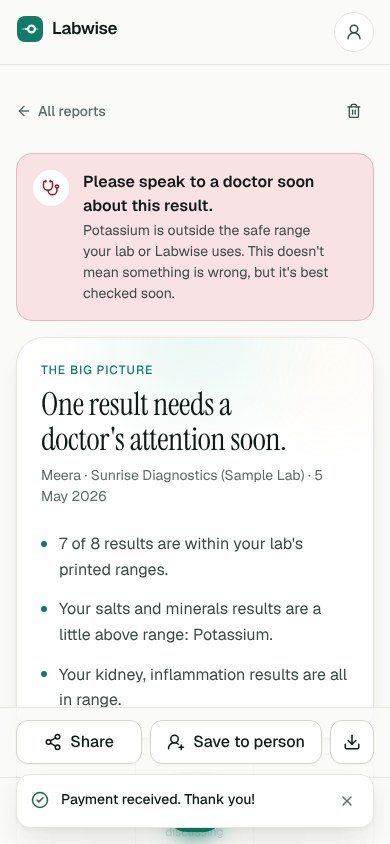 Labwise
All reports
Please speak to a doctor soon
about this result.
Potassium is outside the safe range
your lab or Labwise uses. This doesn't
mean something is wrong, but it's best
checked soon.
THE BIG PICTURE
One result needs a
doctor's attention soon.
Meera · Sunrise Diagnostics (Sample Lab) · 5
May 2026
• 7 of 8 results are within your lab's
printed ranges.
• Your salts and minerals results are a
little above range: Potassium.
• Your kidney, inflammation results are all
in range.
Share
Save to person
Payment received. Thank you!